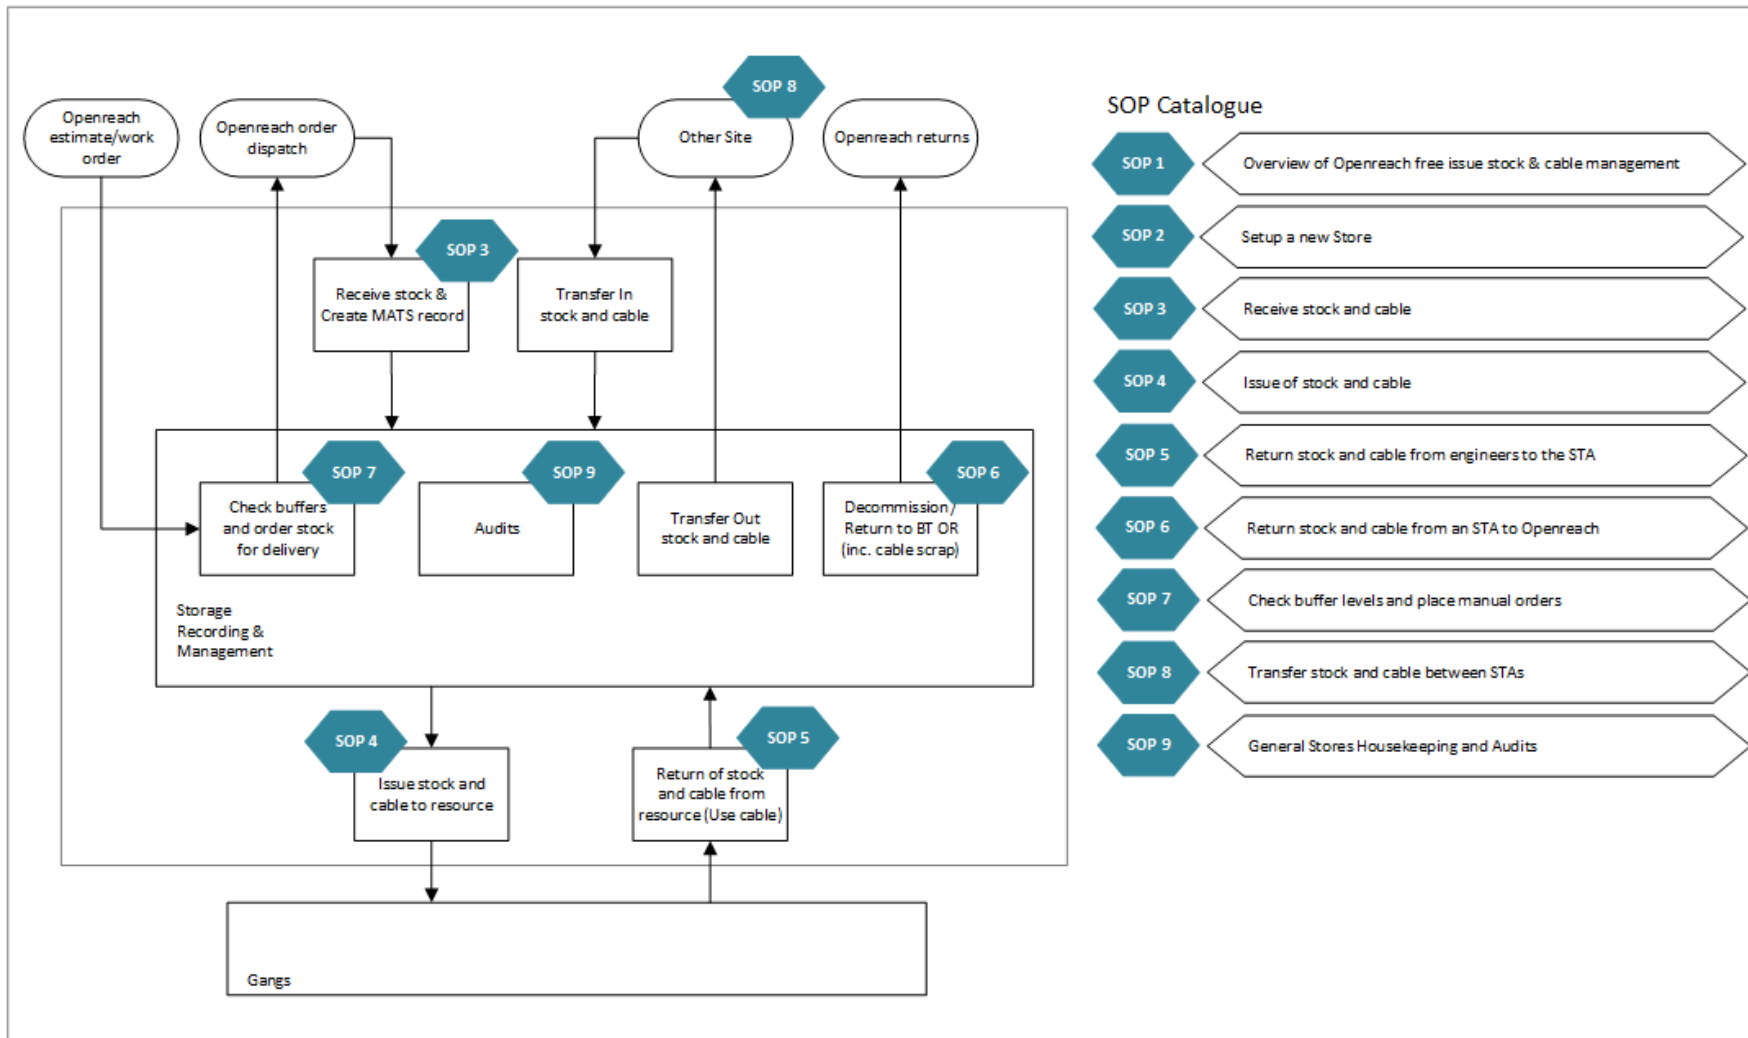 SOP 8
Openreach
estimate/work
order
Openreach order
dispatch
Other Site
Openreach returns
SOP 3
Receive stock &
Create MATS record
Transfer In
stock and cable
SOP 7
SOP 9
SOP 6
Check buffers
and order stock
for delivery
Audits
Transfer Out
stock and cable
Decommission /
Return to BT OR
(inc. cable scrap)
Storage
Recording &
Management
SOP 4
SOP 5
Issue stock and
cable to resource
Return of stock
and cable from
resource (Use cable)
Gangs
SOP Catalogue
SOP 1
Overview of Openreach free issue stock & cable management
SOP 2
Setup a new Store
SOP 3
Receive stock and cable
SOP 4
Issue of stock and cable
SOP 5
Return stock and cable from engineers to the STA
SOP 6
Return stock and cable from an STA to Openreach
SOP 7
Check buffer levels and place manual orders
SOP 8
Transfer stock and cable between STAs
SOP 9
General Stores Housekeeping and Audits